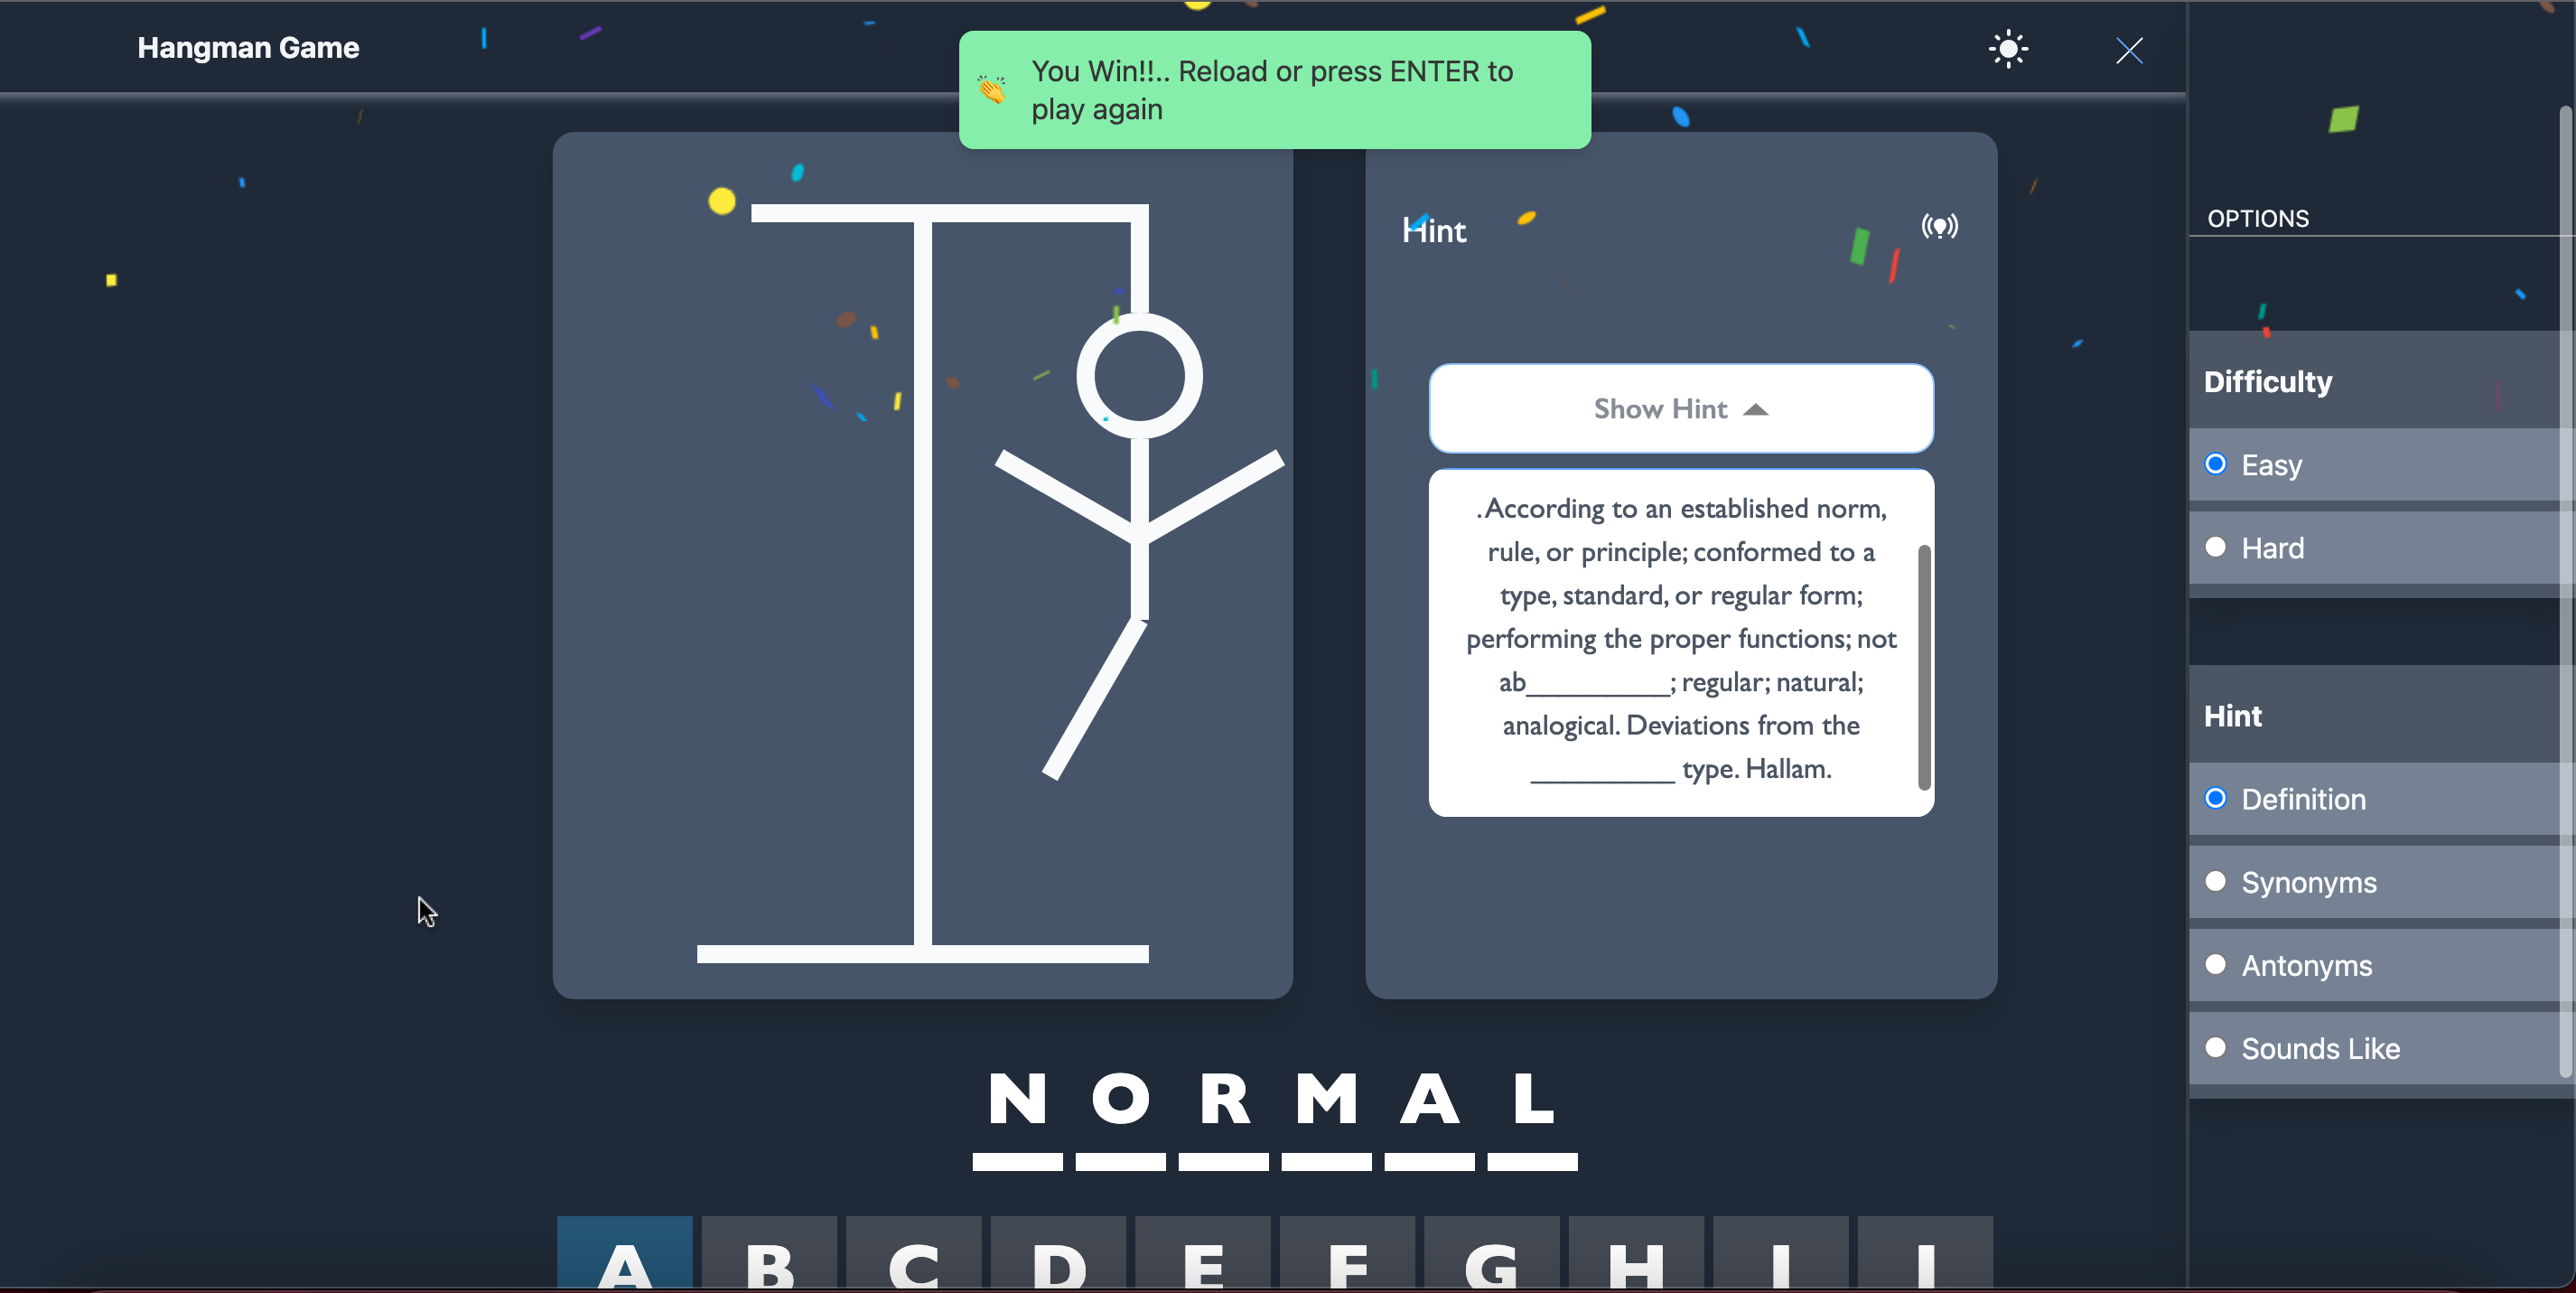 Hangman Game
You Win!!.. Reload or press ENTER to
play again
Hint
Show Hint
.According to an established norm,
rule, or principle; conformed to a
type, standard, or regular form;
performing the proper functions; not
ab_________; regular; natural;
analogical. Deviations from the
_________ type. Hallam.
N O R M A L
A B C D E F G H I
OPTIONS
Difficulty
Easy
Hard
Hint
Definition
Synonyms
Antonyms
Sounds Like